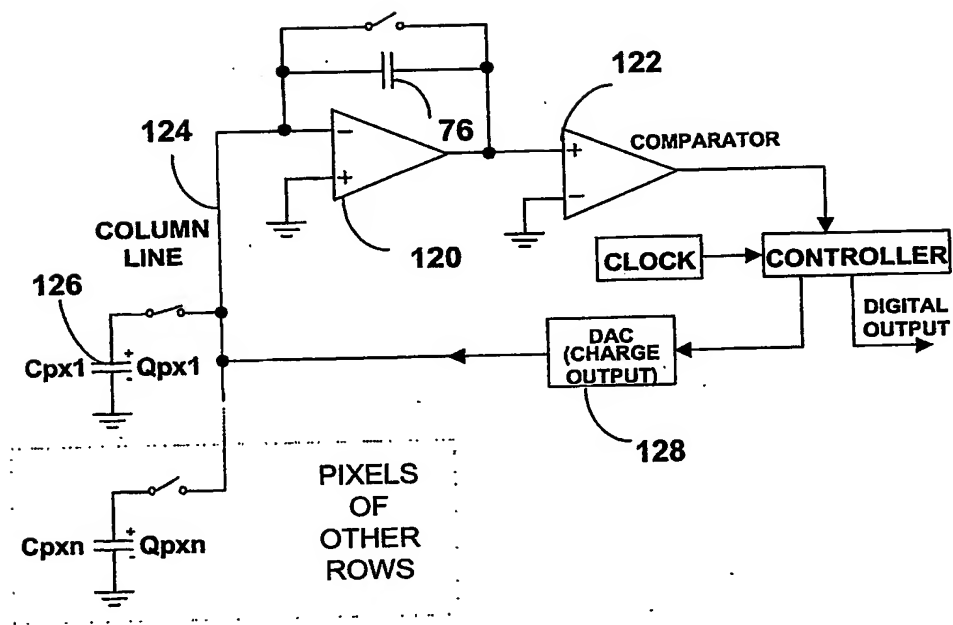 122
76
124
COMPARATOR
COLUMN
LINE
120
CLOCK
CONTROLLER
126
DIGITAL
OUTPUT
DAC
(CHARGE
OUTPUT)
Cpx1
Qpx1
128
PIXELS
OF
OTHER
ROWS
Cpxn
Qpxn